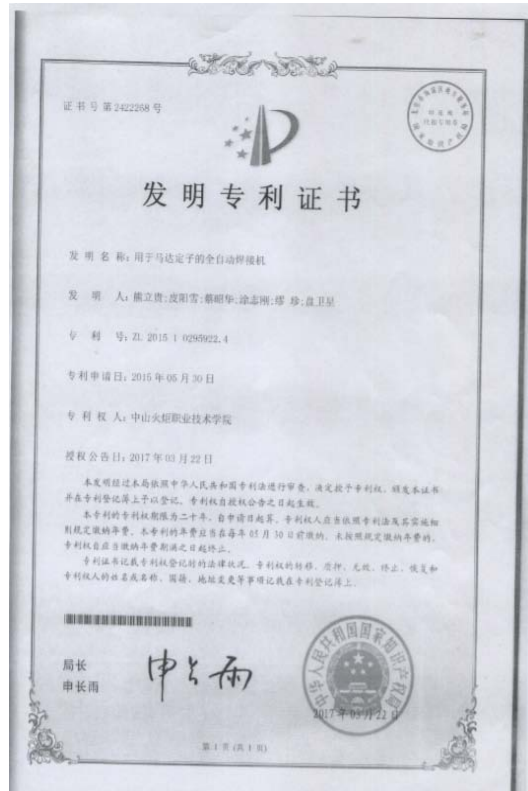 证书号第2422268号
发明专利证书
发明名称：用于马达定子的全自动焊接机
发明人：熊立贵;皮阳雪;蔡昭华;涂志刚;缪珍;盘卫星
专利号：ZL 2015 1 0295922.4
专利申请日：2015年05月30日
专利权人：中山火炬职业技术学院
授权公告日：2017年03月22日
本发明经过本局依照中华人民共和国专利法进行审查，决定授予专利权，颁发本证书
并在专利登记簿上予以登记。专利权自授权公告之日起生效。
本专利的专利权期限为二十年，自申请日起算。专利权人应当依照专利法及其实施细
则规定缴纳年费。本专利的年费应当在每年05月30日前缴纳。未按照规定缴纳年费的，
专利权自应当缴纳年费期满之日起终止。
专利证书记载专利权登记时的法律状况。专利权的转移、质押、无效、终止、恢复和
专利权人的姓名或名称、国籍、地址变更等事项记载在专利登记簿上。
局长
申长雨
申长雨
中华人民共和国国家知识产权局
2017年03月22日
第1页(共1页)